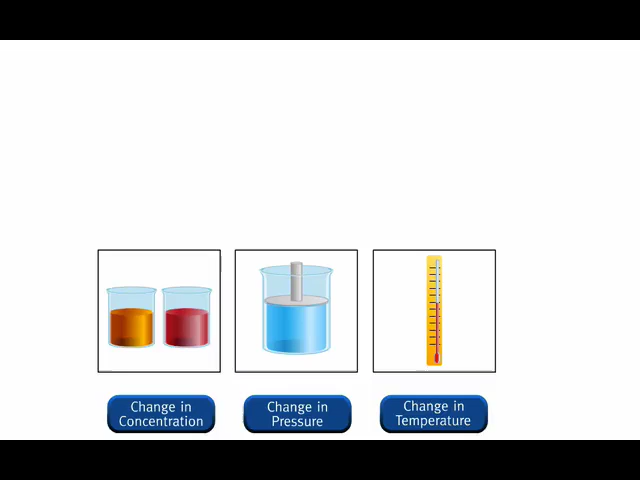 Change in
Concentration
Change in
Pressure
Change in
Temperature